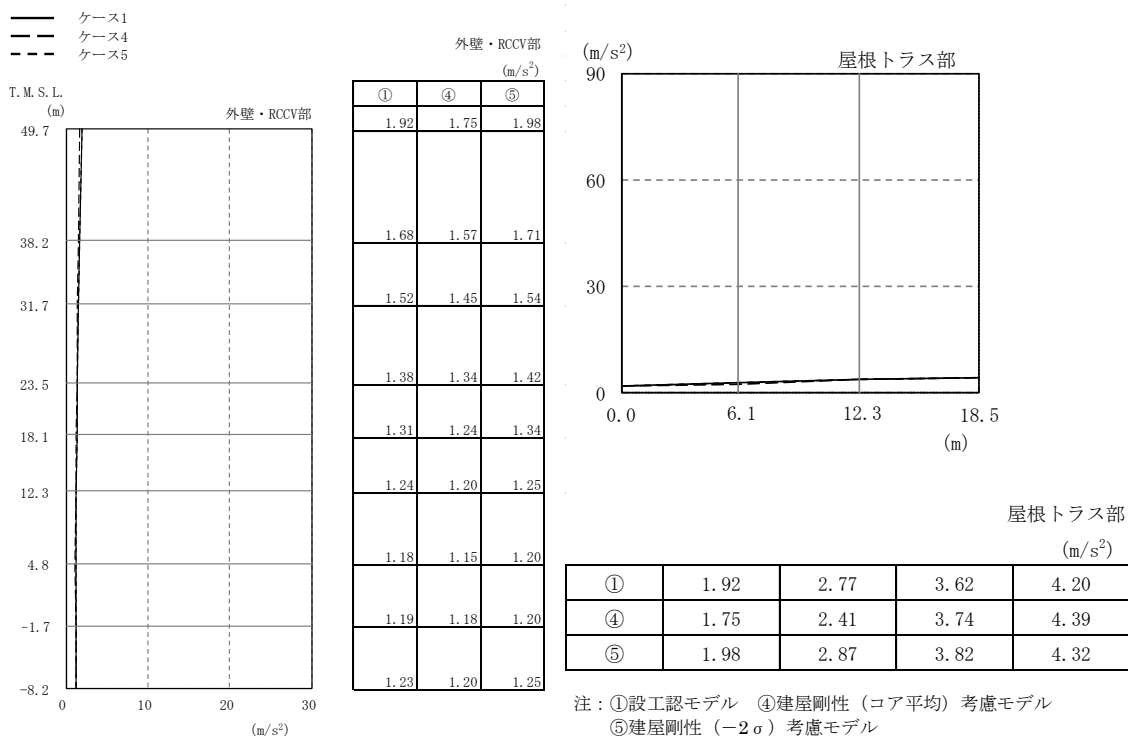 ケース1
ケース4
ケース5
外壁・RCCV部
(m/s²)
T.M.S.L.
(m)
外壁・RCCV部
49.7
38.2
31.7
23.5
18.1
12.3
4.8
-1.7
-8.2
0 10 20 30
(m/s²)
① ④ ⑤
1.92 1.75 1.98
1.68 1.57 1.71
1.52 1.45 1.54
1.38 1.34 1.42
1.31 1.24 1.34
1.24 1.20 1.25
1.18 1.15 1.20
1.19 1.18 1.20
1.23 1.20 1.25
(m/s²)
屋根トラス部
90
60
30
0
0.0 6.1 12.3 18.5
(m)
屋根トラス部
(m/s²)
① 1.92 2.77 3.62 4.20
④ 1.75 2.41 3.74 4.39
⑤ 1.98 2.87 3.82 4.32
注：①設工認モデル ④建屋剛性（コア平均）考慮モデル
⑤建屋剛性（－2σ）考慮モデル